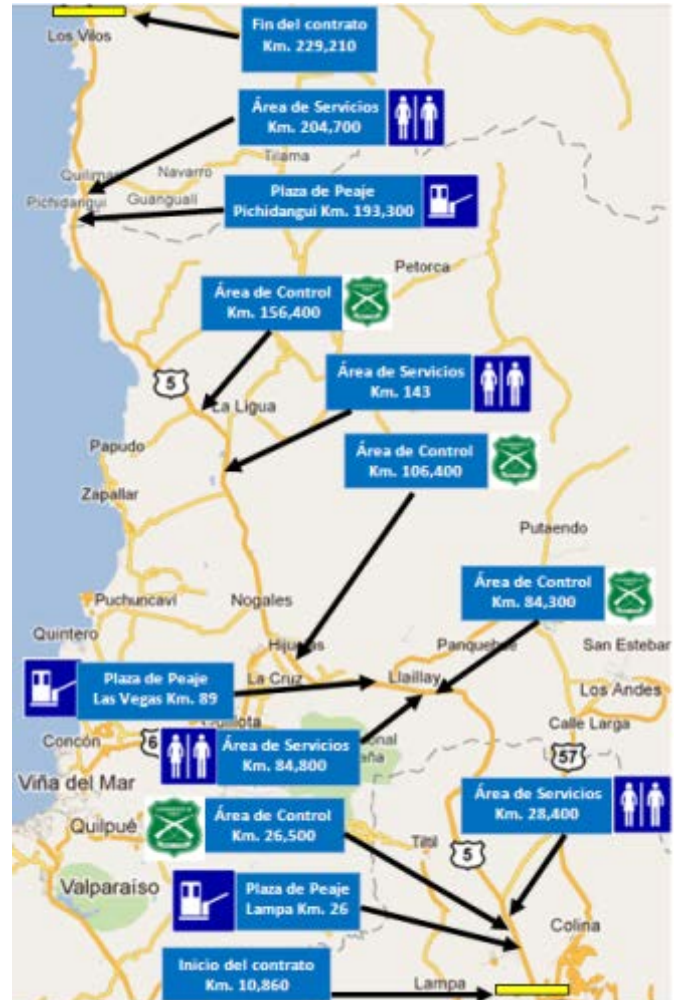 Fin del contrato
Km. 229,210
Los Vilos
Área de Servicios
Km. 204,700
Tilama
Quilimarí
Navarro
Plaza de Peaje
Pichidangui Km. 193,300
Pichidangui
Guangualí
Petorca
Área de Control
Km. 156,400
5
Área de Servicios
Km. 143
La Ligua
Papudo
Área de Control
Km. 106,400
Zapallar
Putaendo
Área de Control
Km. 84,300
Puchuncaví
Nogales
Quintero
Hijuelas
Panquehue
San Esteban
Plaza de Peaje
Las Vegas Km. 89
La Cruz
Llaillay
Los Andes
Calle Larga
Concón
6
Área de Servicios
Km. 84,800
57
Viña del Mar
Área de Servicios
Km. 28,400
Quilpué
Área de Control
Km. 26,500
Tiltil
5
Valparaíso
Plaza de Peaje
Lampa Km. 26
Colina
Inicio del contrato
Km. 10,860
Lampa